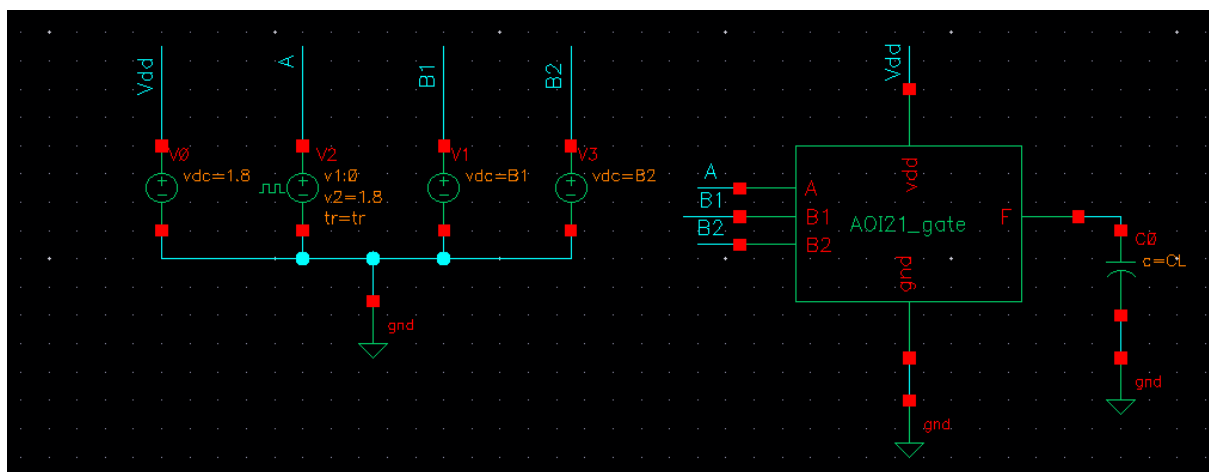 Vdd
A
B1
B2
V0
vdc=1.8
V2
v1:0
v2=1.8
tr=tr
V1
vdc=B1
V3
vdc=B2
gnd
Vdd
vdd
A
B1
B2
A
B1
B2
AOI21_gate
F
gnd
gnd
C0
c=CL
gnd